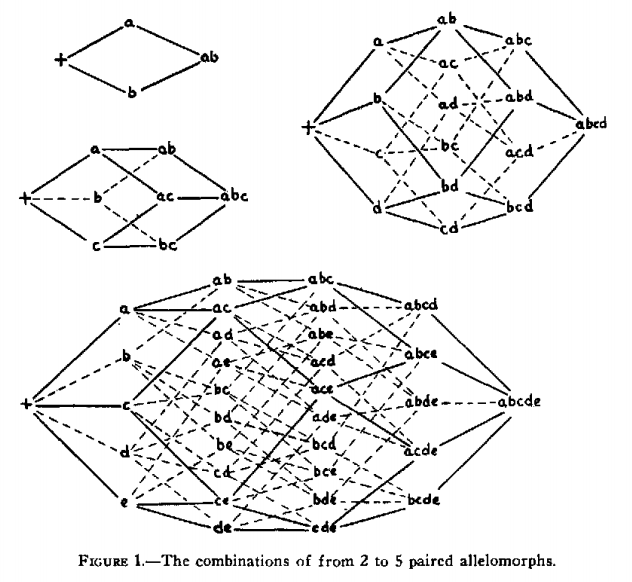 a
+ ab
b
a ab
+ b ac abc
c bc
ab
a abc
ac
b ad abd
+ abcd
c bc acd
bd
d bcd
cd
ab abc
a ac abd abcd
ad abe
b ae acd abce
bc ace
+ c abde abcde
bd ade
d be bcd acde
cd bce
e ce bde bcde
de cde
FIGURE 1.—The combinations of from 2 to 5 paired allelomorphs.